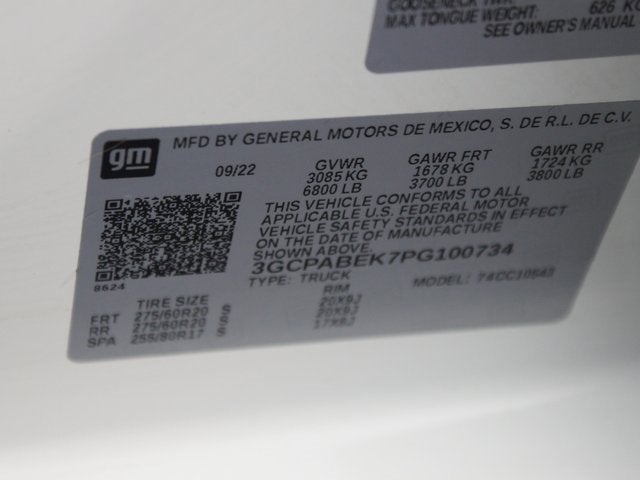 GOOSENECK TWR:
MAX TONGUE WEIGHT: 626 KG
SEE OWNER'S MANUAL
gm
MFD BY GENERAL MOTORS DE MEXICO, S. DE R.L. DE C.V.
09/22 GVWR GAWR FRT GAWR RR
3085 KG 1678 KG 1724 KG
6800 LB 3700 LB 3800 LB
THIS VEHICLE CONFORMS TO ALL
APPLICABLE U.S. FEDERAL MOTOR
VEHICLE SAFETY STANDARDS IN EFFECT
ON THE DATE OF MANUFACTURE
SHOWN ABOVE.
3GCPABEK7PG100734
8624
TYPE: TRUCK MODEL: 74CC10543
TIRE SIZE RIM
FRT 275/60R20 S 20X9J
RR 275/60R20 S 20X9J
SPA 255/80R17 S 17X8J